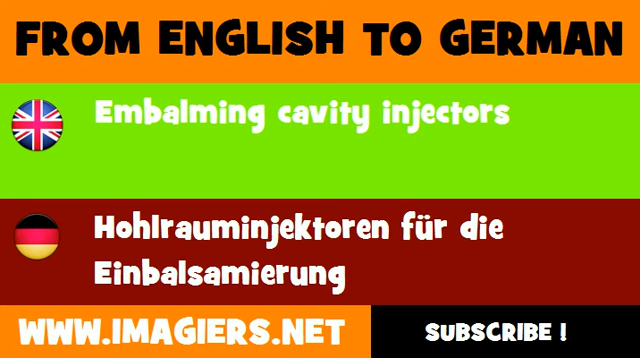 FROM ENGLISH TO GERMAN
Embalming cavity injectors
Hohlrauminjektoren für die
Einbalsamierung
WWW.IMAGIERS.NET
SUBSCRIBE !